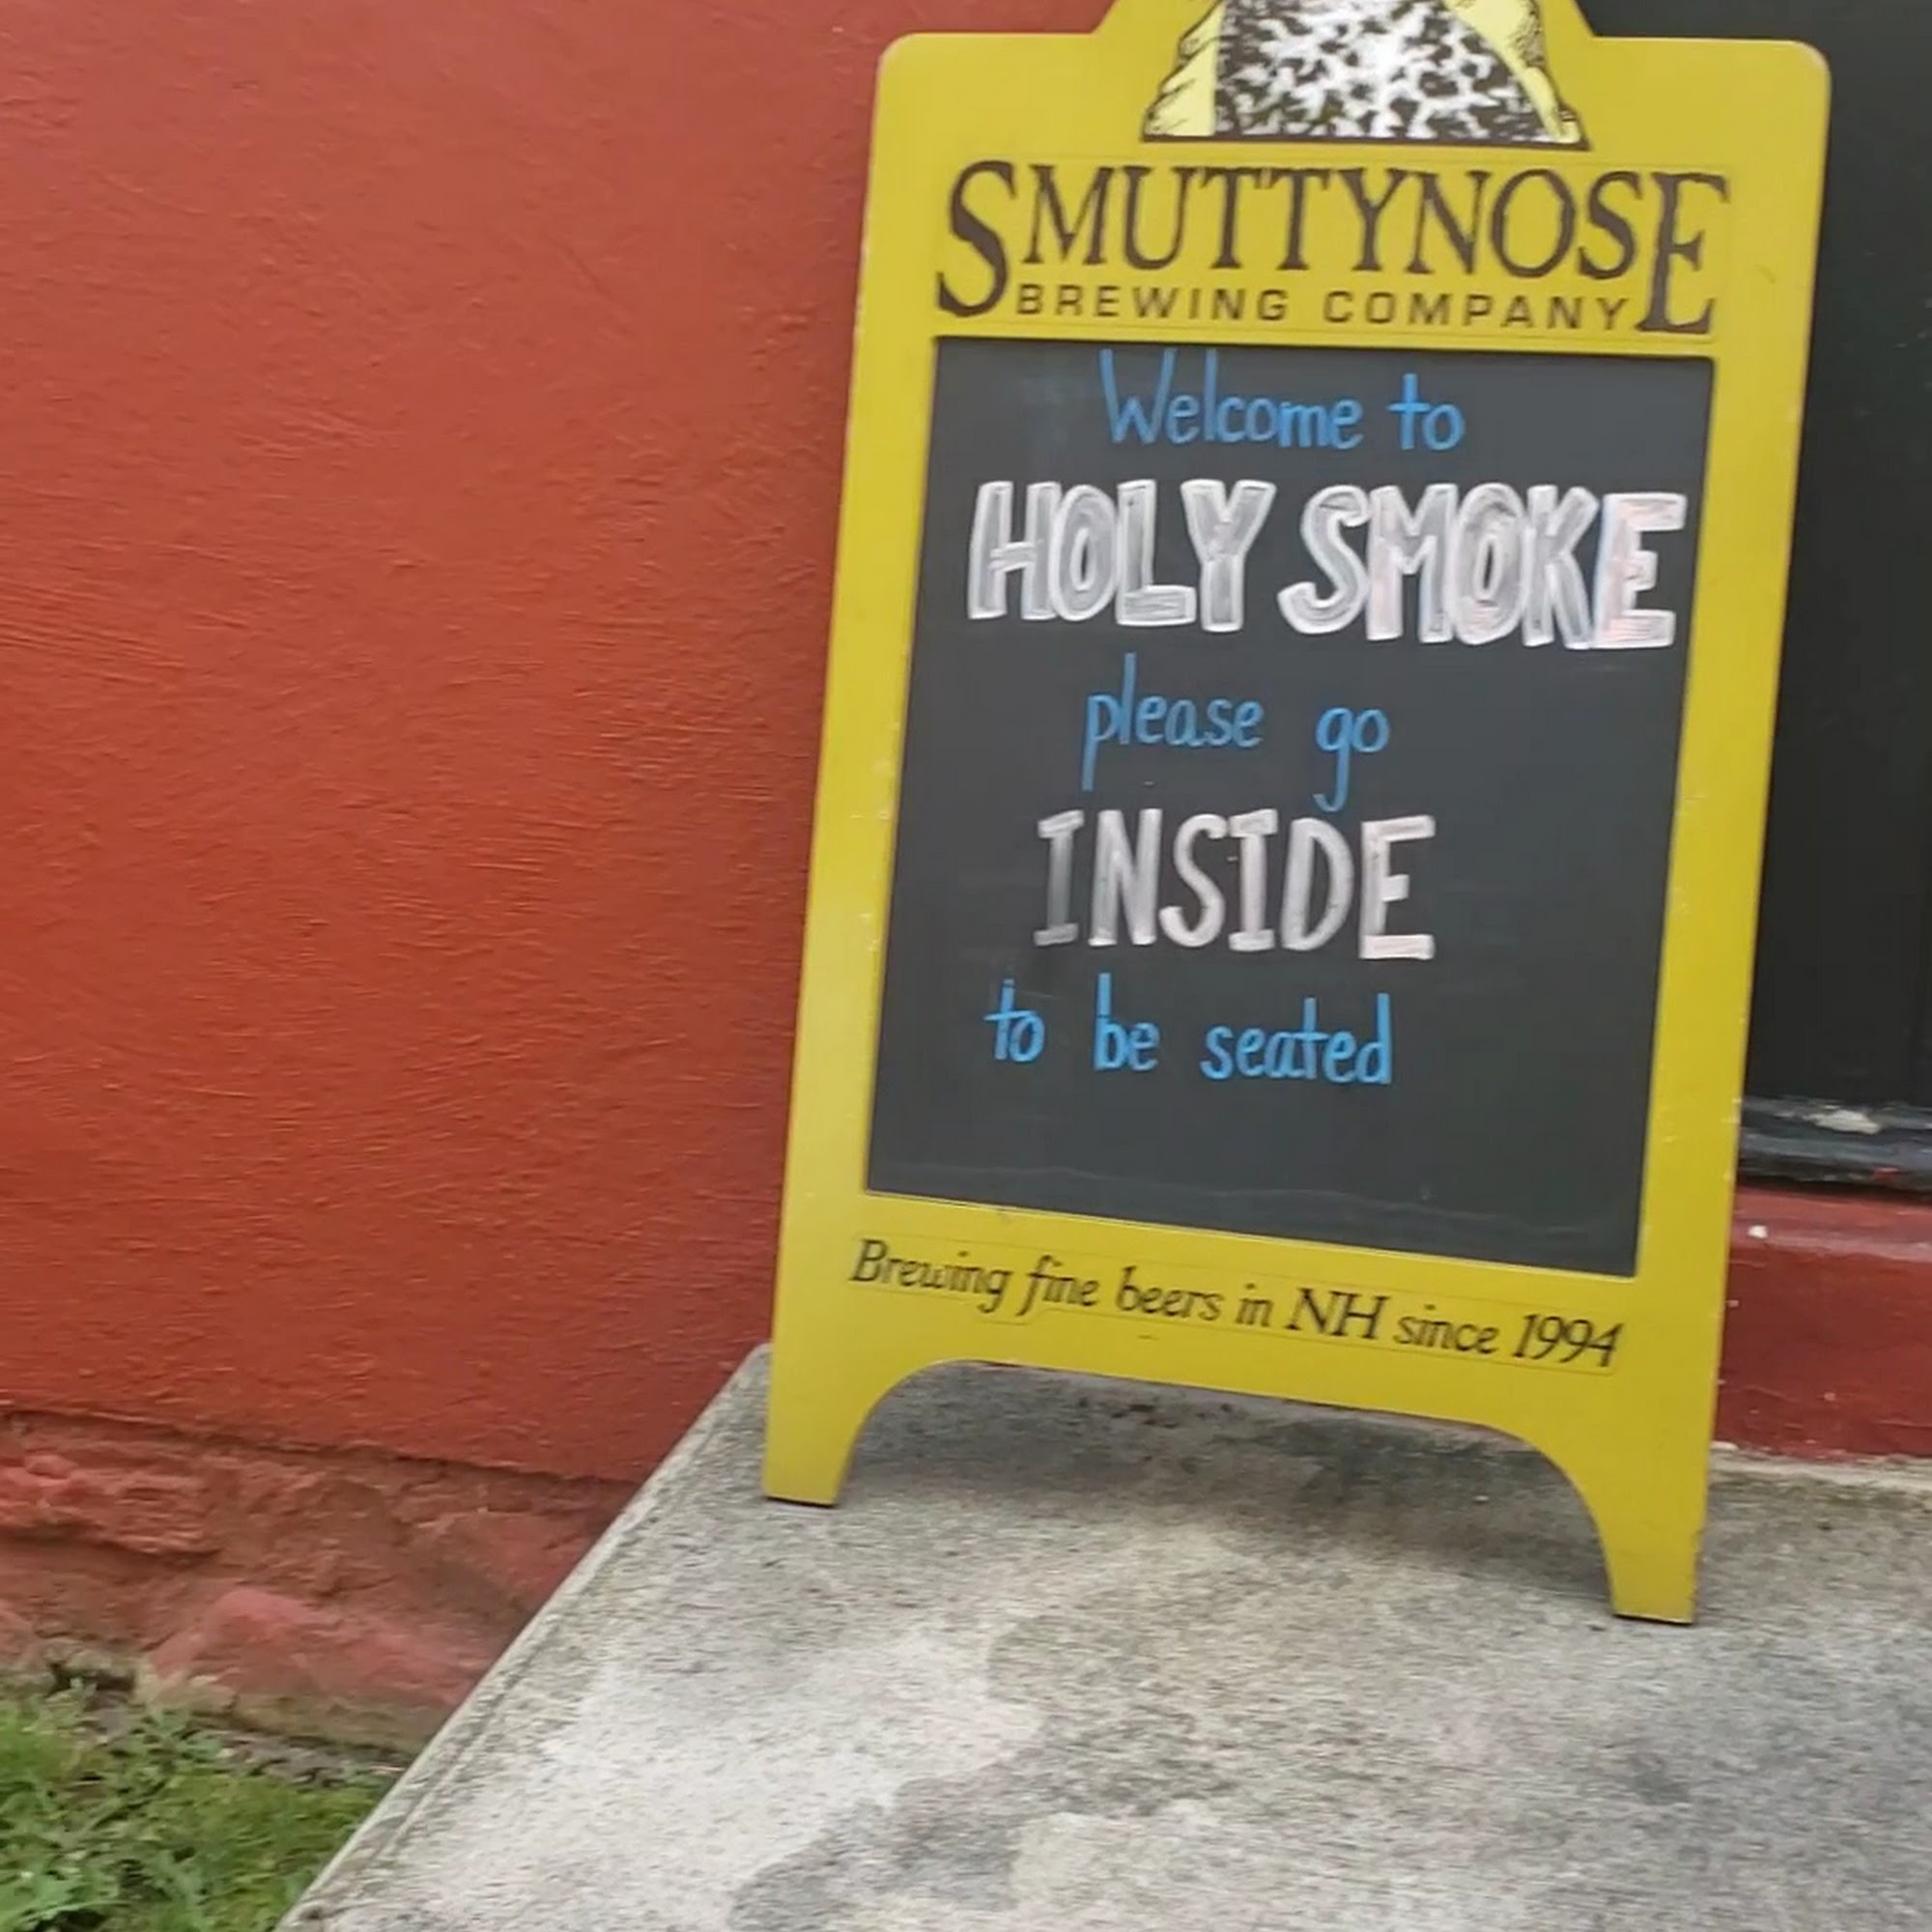 SMUTTYNOSE
BREWING COMPANY
Welcome to
HOLY SMOKE
please go
INSIDE
to be seated
Brewing fine beers in NH since 1994